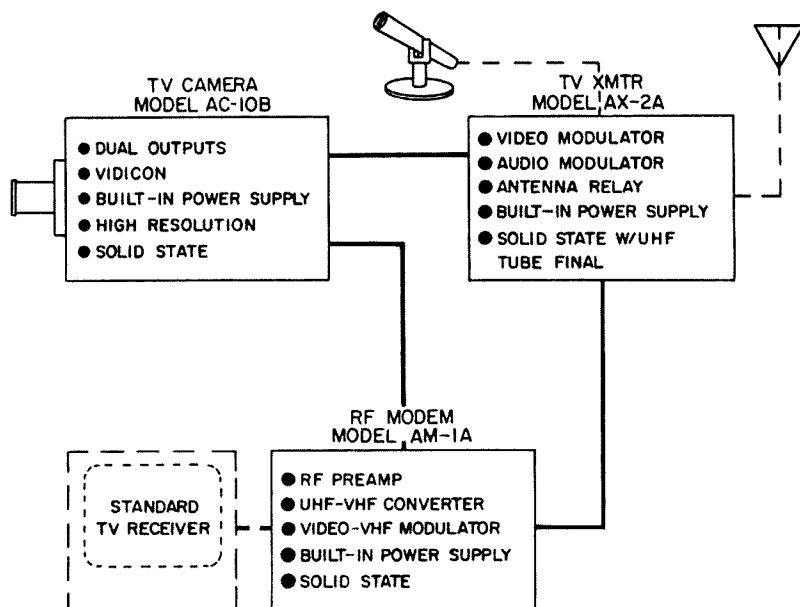 TV CAMERA
MODEL AC-10B
● DUAL OUTPUTS
● VIDICON
● BUILT-IN POWER SUPPLY
● HIGH RESOLUTION
● SOLID STATE
TV XMTR
MODEL AX-2A
● VIDEO MODULATOR
● AUDIO MODULATOR
● ANTENNA RELAY
● BUILT-IN POWER SUPPLY
● SOLID STATE W/UHF
TUBE FINAL
RF MODEM
MODEL AM-1A
● RF PREAMP
● UHF-VHF CONVERTER
● VIDEO-VHF MODULATOR
● BUILT-IN POWER SUPPLY
● SOLID STATE
STANDARD
TV RECEIVER